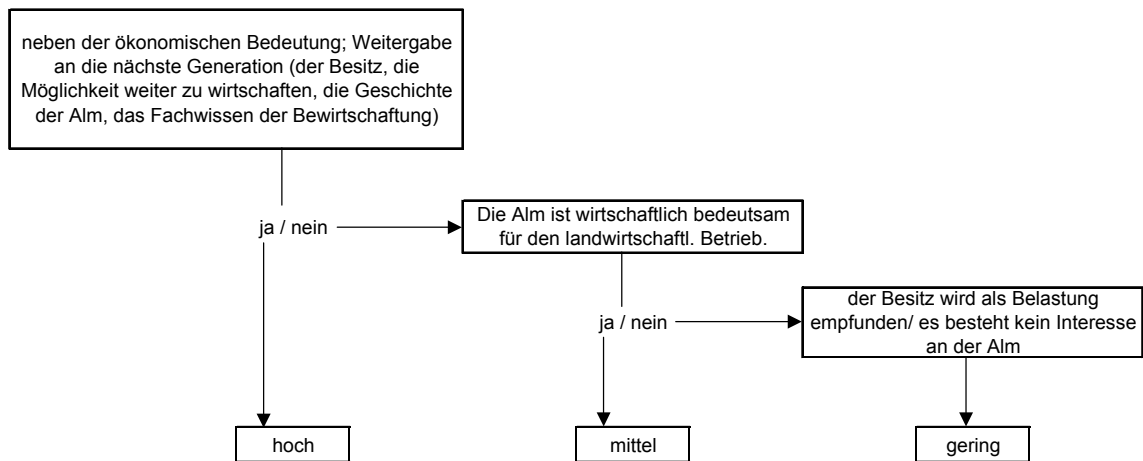 neben der ökonomischen Bedeutung; Weitergabe
an die nächste Generation (der Besitz, die
Möglichkeit weiter zu wirtschaften, die Geschichte
der Alm, das Fachwissen der Bewirtschaftung)
ja / nein
Die Alm ist wirtschaftlich bedeutsam
für den landwirtschaftl. Betrieb.
ja / nein
der Besitz wird als Belastung
empfunden/ es besteht kein Interesse
an der Alm
hoch
mittel
gering